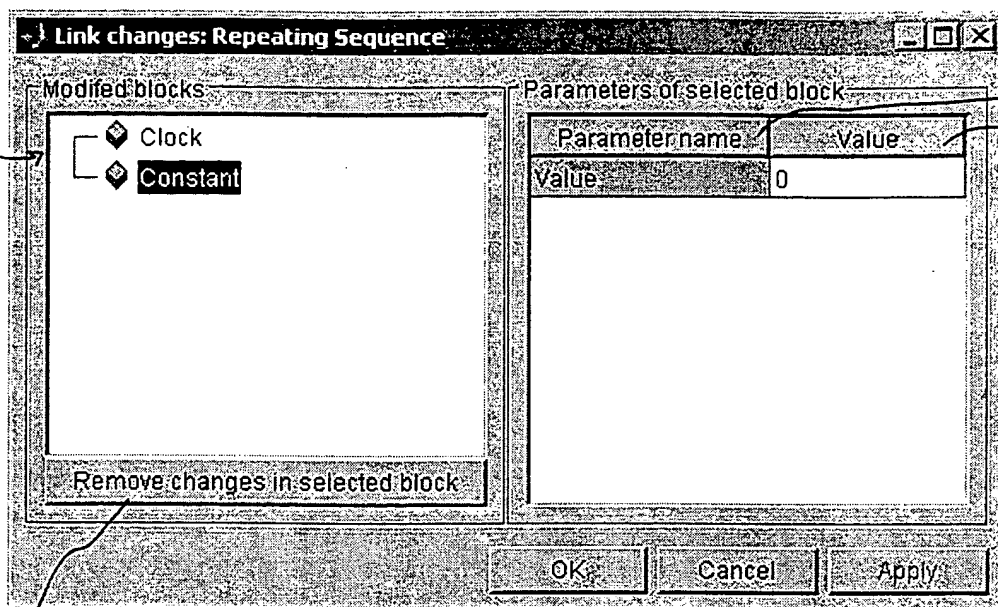 Link changes: Repeating Sequence
Modifed blocks
Clock
Constant
Remove changes in selected block
Parameters of selected block
Parameter name Value
Value 0
OK Cancel Apply